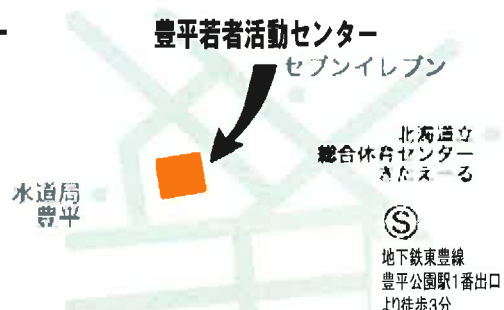 豊平若者活動センター
セブンイレブン
北海道立
総合体育センター
きたえーる
水道局
豊平
Ⓢ
地下鉄東豊線
豊平公園駅1番出口
より徒歩3分